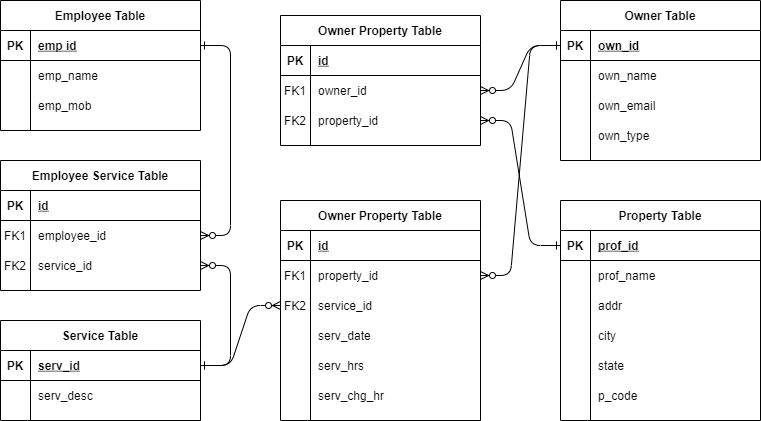 Employee Table
PK emp id
emp_name
emp_mob
Employee Service Table
PK id
FK1 employee_id
FK2 service_id
Service Table
PK serv_id
serv_desc
Owner Property Table
PK id
FK1 owner_id
FK2 property_id
Owner Property Table
PK id
FK1 property_id
FK2 service_id
serv_date
serv_hrs
serv_chg_hr
Owner Table
PK own_id
own_name
own_email
own_type
Property Table
PK prof_id
prof_name
addr
city
state
p_code